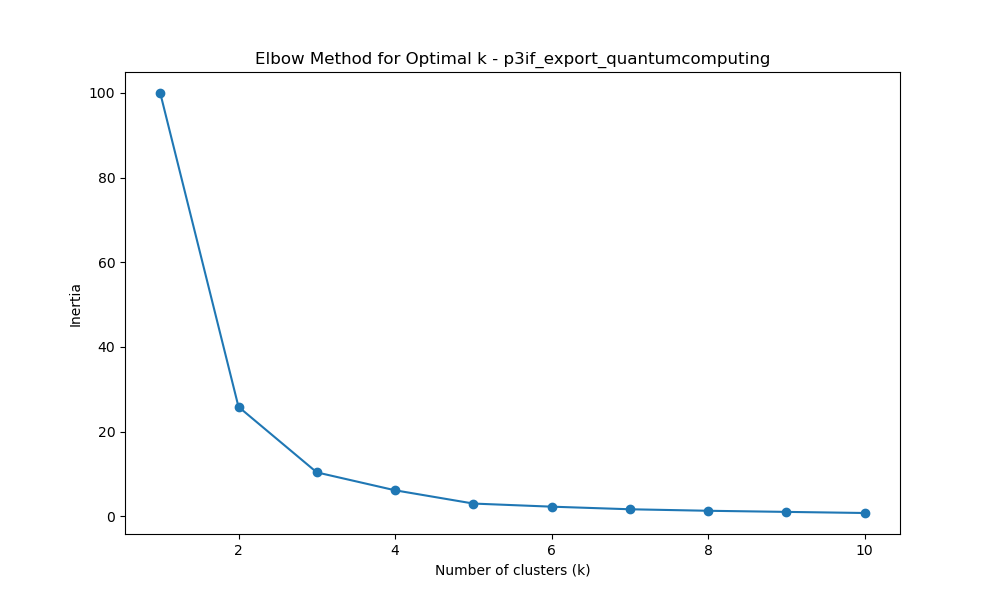 Elbow Method for Optimal k - p3if_export_quantumcomputing
100
80
60
40
20
0
Inertia
2 4 6 8 10
Number of clusters (k)